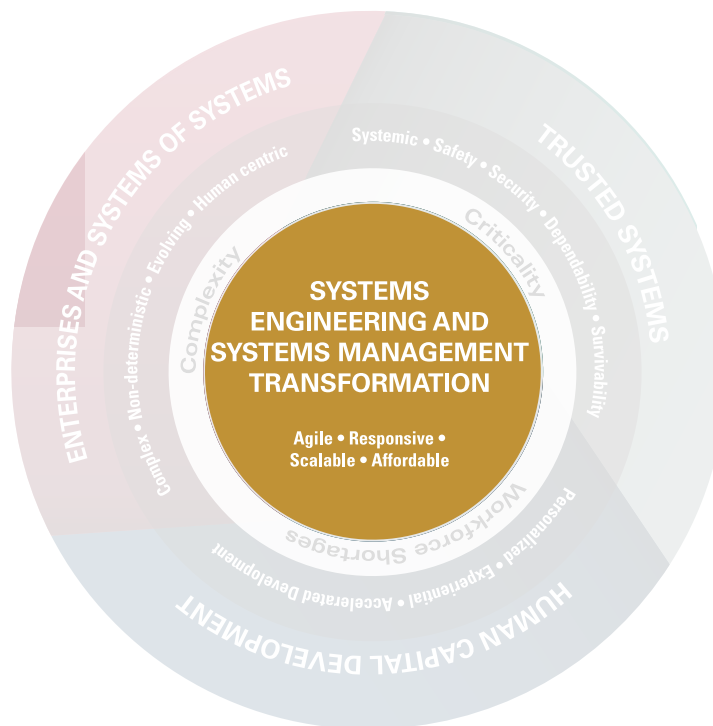 ENTERPRISES AND SYSTEMS OF SYSTEMS
Complex • Non-deterministic • Evolving • Human centric
TRUSTED SYSTEMS
Systemic • Safety • Security • Dependability • Survivability
Complexity
Criticality
SYSTEMS
ENGINEERING AND
SYSTEMS MANAGEMENT
TRANSFORMATION
Agile • Responsive •
Scalable • Affordable
Workforce Shortages
Personalized • Experiential • Accelerated Development
HUMAN CAPITAL DEVELOPMENT